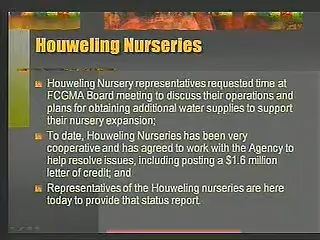 Houweling Nurseries
Houweling Nursery representatives requested time at
FCGMA Board meeting to discuss their operations and
plans for obtaining additional water supplies to support
their nursery expansion;
To date, Houweling Nurseries has been very
cooperative and has agreed to work with the Agency to
help resolve issues, including posting a $1.6 million
letter of credit; and
Representatives of the Houweling nurseries are here
today to provide that status report.